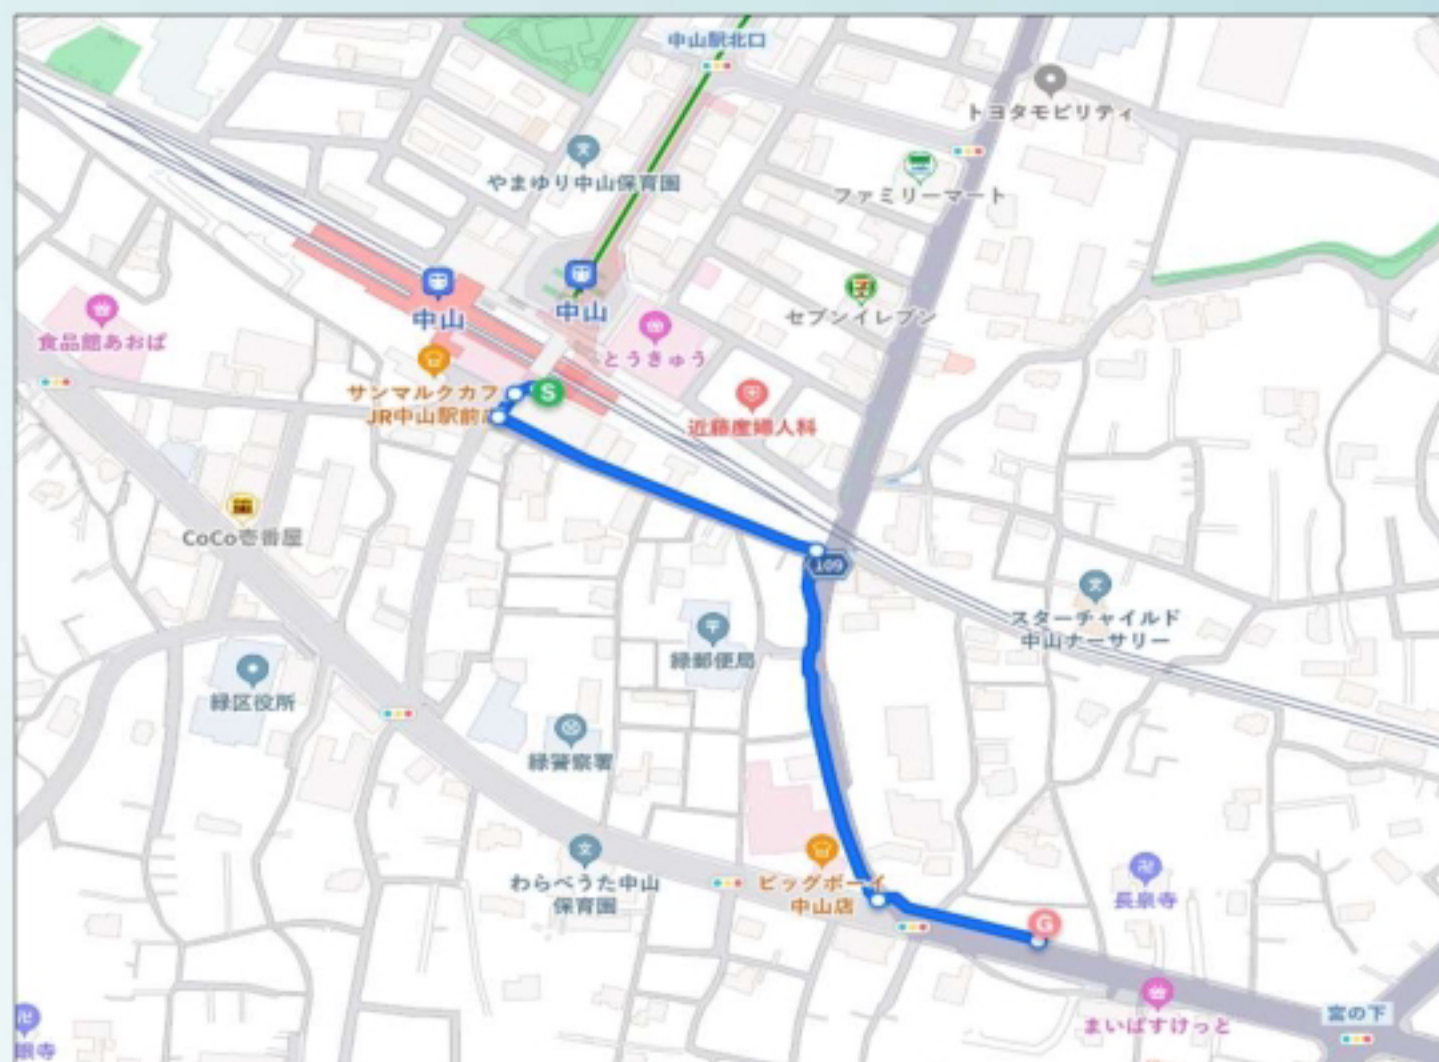 中山駅北口
トヨタモビリティ
やまゆり中山保育園
ファミリーマート
中山
中山
セブンイレブン
食品館あおば
とうきゅう
サンマルクカフ
JR中山駅前
S
近藤産婦人科
CoCo壱番屋
109
スターチャイルド
中山ナーサリー
緑郵便局
緑区役所
緑警察署
わらべうた中山
保育園
ビッグボーイ
中山店
長泉寺
G
まいばすけっと
宮の下